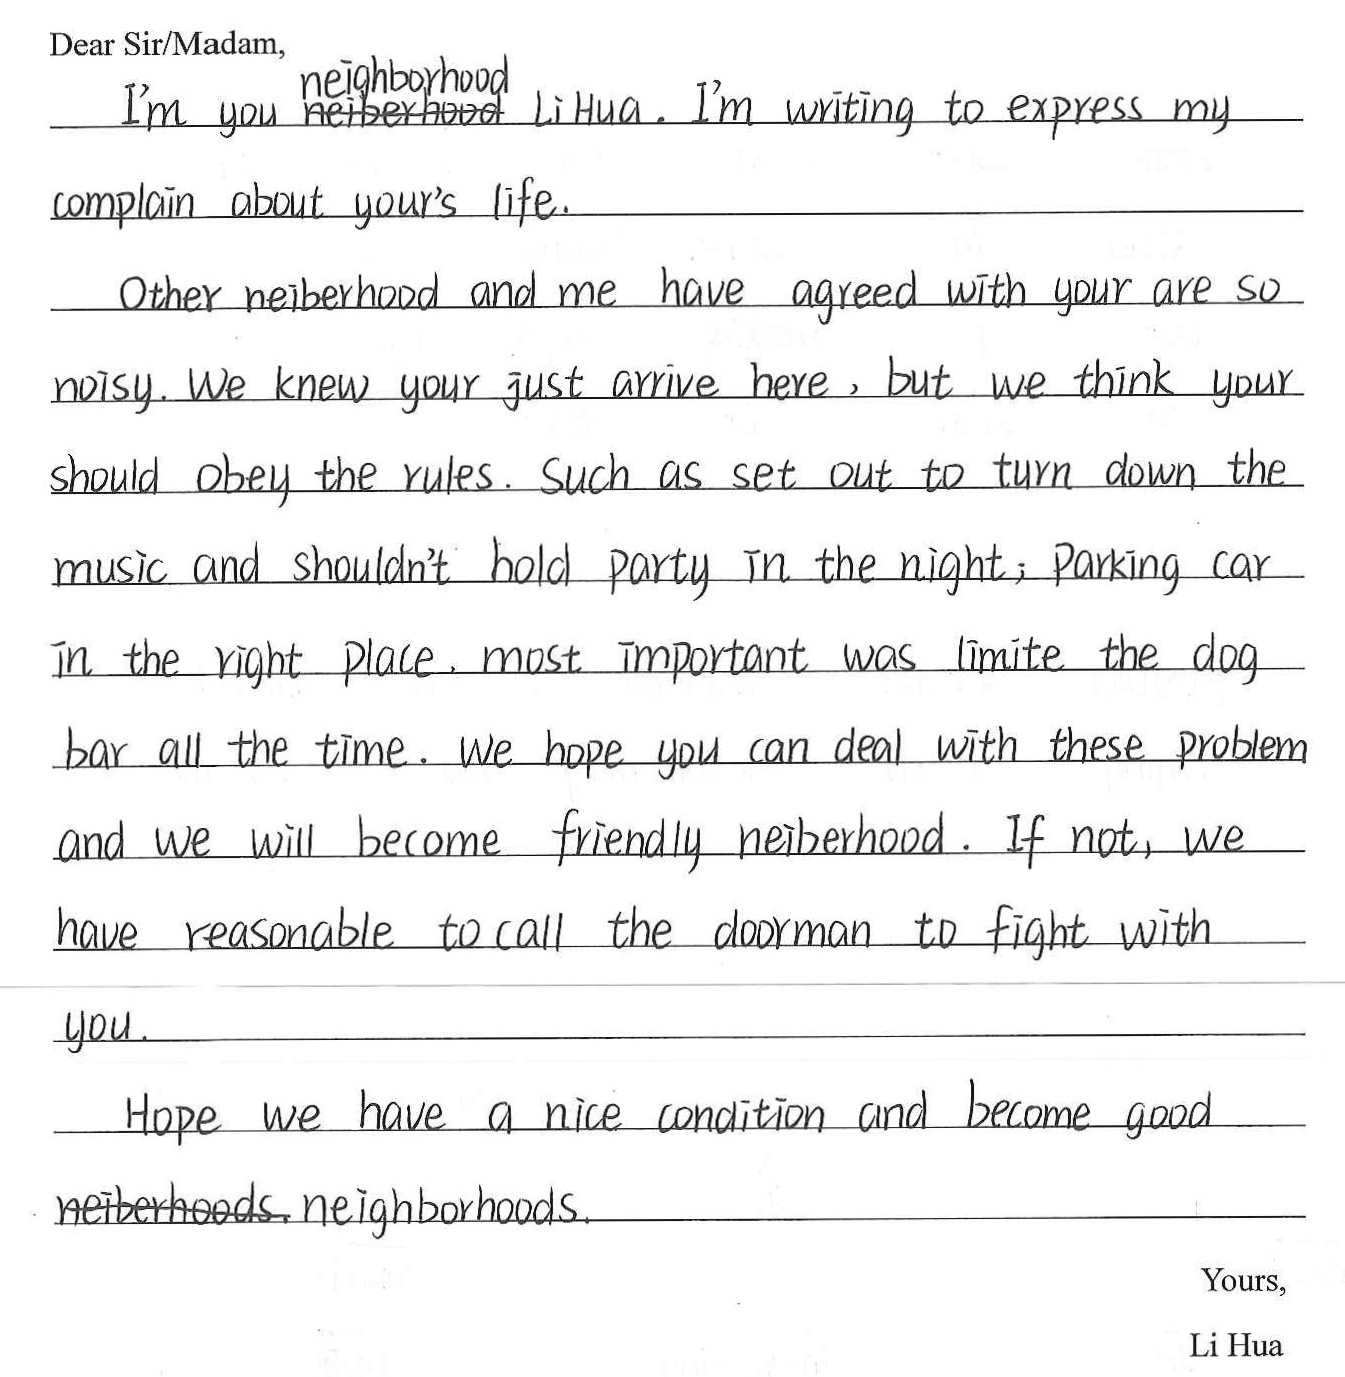 Dear Sir/Madam,
neighborhood
I'm you neiberhood Li Hua. I'm writing to express my
complain about your's life.
Other neiberhood and me have agreed with your are so
noisy. We knew your just arrive here, but we think your
should obey the rules. Such as set out to turn down the
music and shouldn't hold party in the night; Parking car
in the right place. most important was limite the dog
bar all the time. We hope you can deal with these problem
and we will become friendly neiberhood. If not, we
have reasonable to call the doorman to fight with
you.
Hope we have a nice condition and become good
neiberhoods. neighborhoods.
Yours,
Li Hua